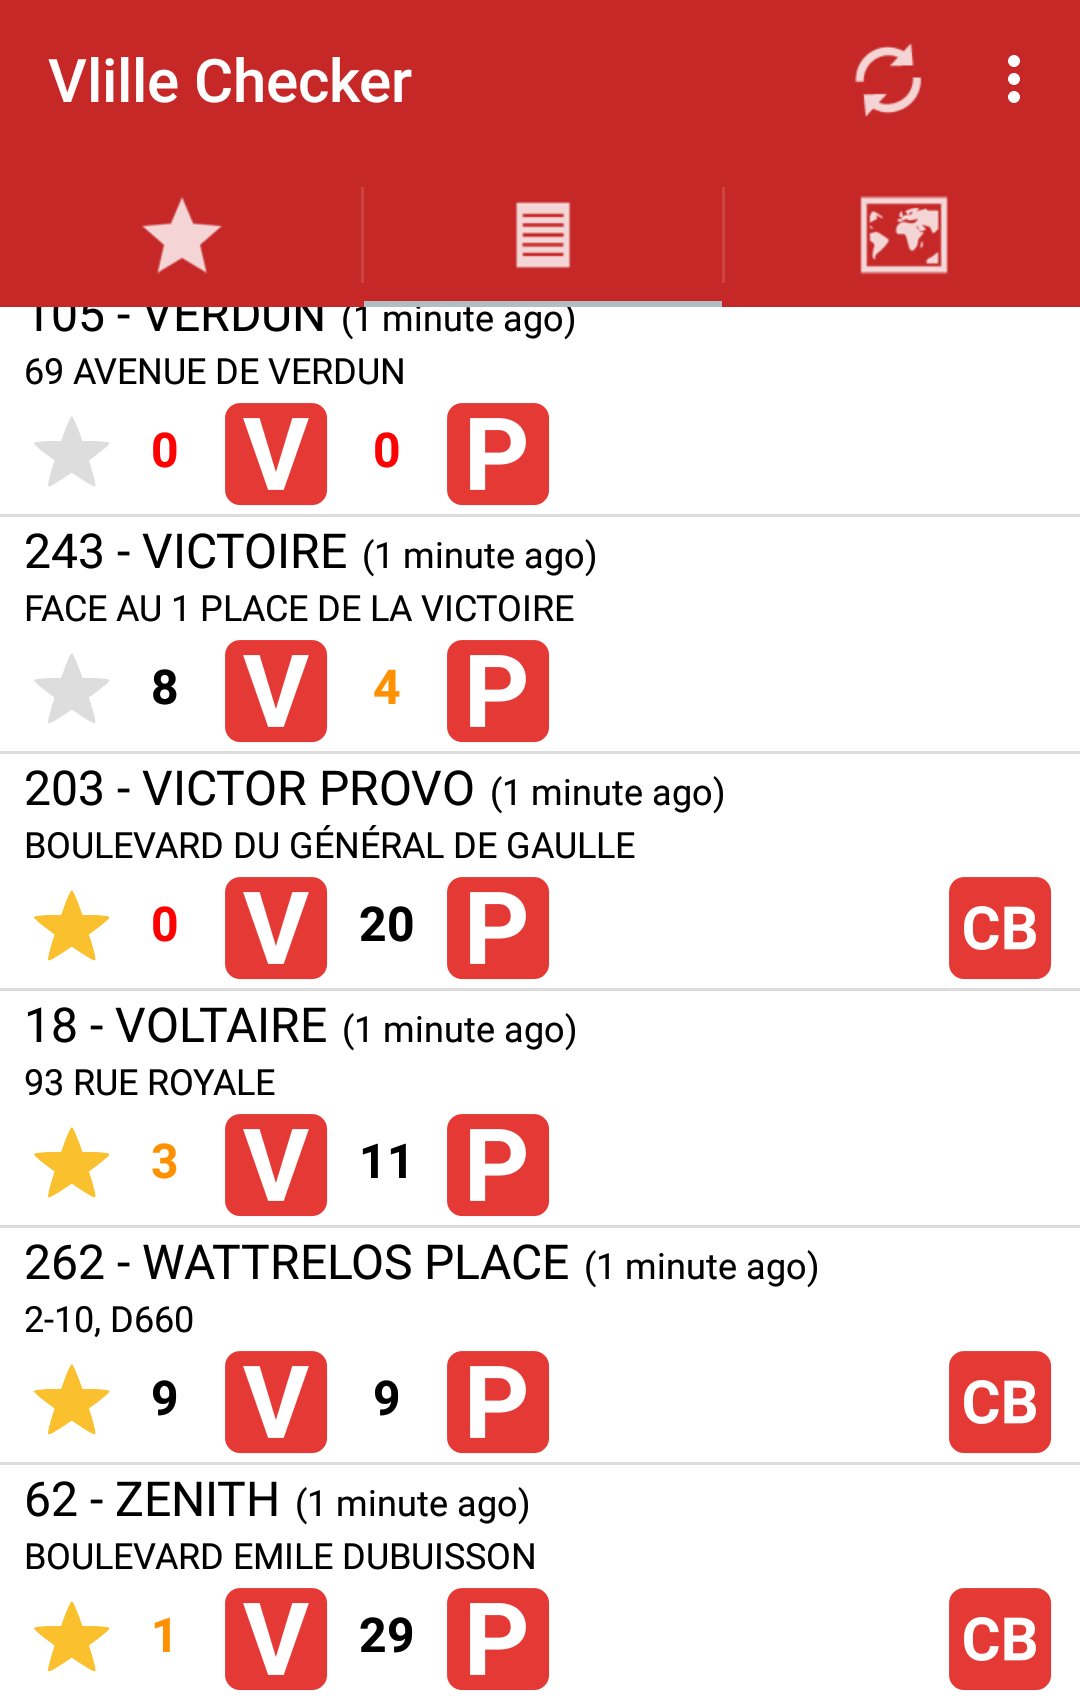 Vlille Checker
105 - VERDUN (1 minute ago)
69 AVENUE DE VERDUN
0 V 0 P
243 - VICTOIRE (1 minute ago)
FACE AU 1 PLACE DE LA VICTOIRE
8 V 4 P
203 - VICTOR PROVO (1 minute ago)
BOULEVARD DU GÉNÉRAL DE GAULLE
0 V 20 P CB
18 - VOLTAIRE (1 minute ago)
93 RUE ROYALE
3 V 11 P
262 - WATTRELOS PLACE (1 minute ago)
2-10, D660
9 V 9 P CB
62 - ZENITH (1 minute ago)
BOULEVARD EMILE DUBUISSON
1 V 29 P CB